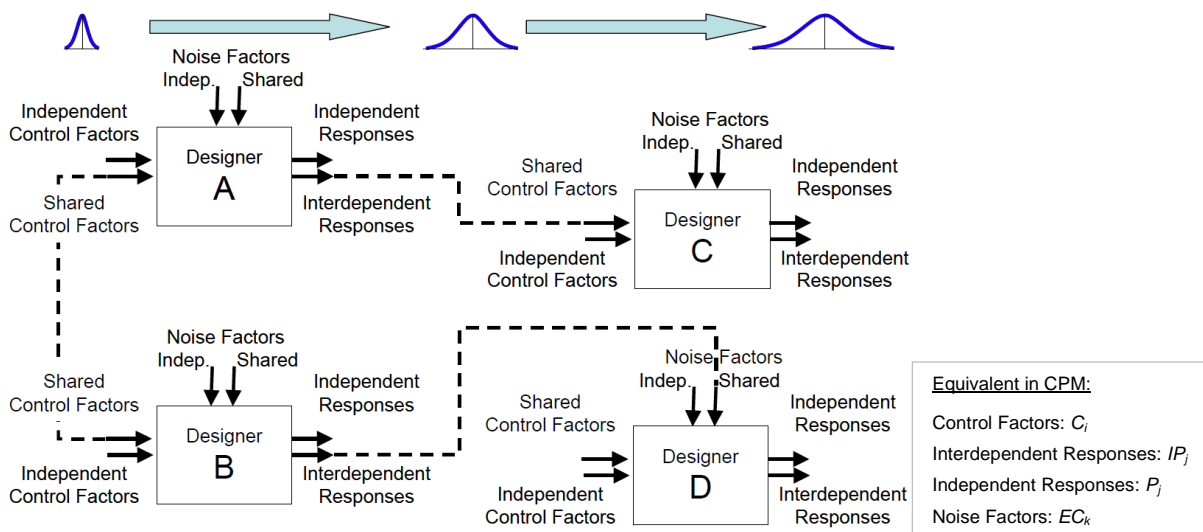 Noise Factors
Indep. Shared
Independent
Control Factors
Independent
Responses
Designer
A
Shared
Control Factors
Interdependent
Responses
Noise Factors
Indep. Shared
Shared
Control Factors
Independent
Responses
Designer
C
Independent
Control Factors
Interdependent
Responses
Noise Factors
Indep. Shared
Shared
Control Factors
Independent
Responses
Designer
B
Independent
Control Factors
Interdependent
Responses
Noise Factors
Indep. Shared
Shared
Control Factors
Independent
Responses
Designer
D
Independent
Control Factors
Interdependent
Responses
Equivalent in CPM:
Control Factors: Ci
Interdependent Responses: IPj
Independent Responses: Pj
Noise Factors: ECk